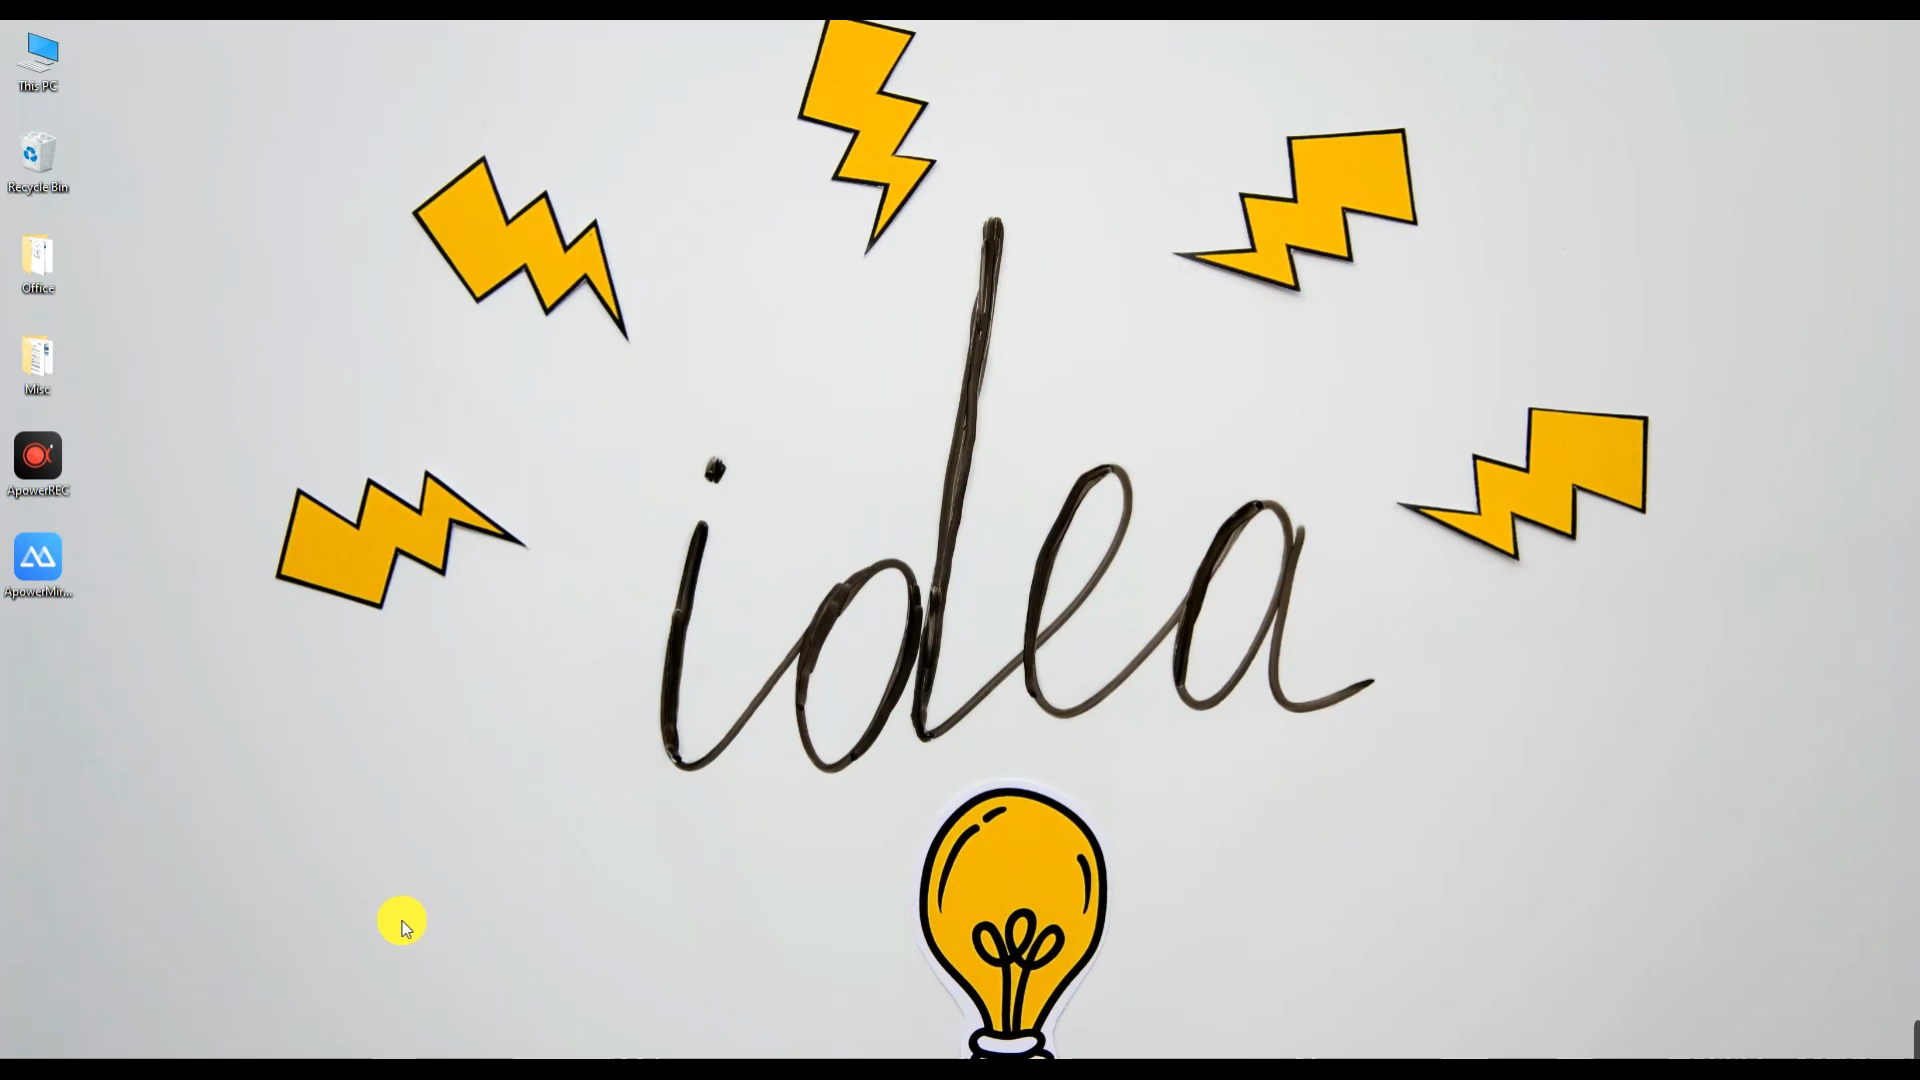 This PC
Recycle Bin
Office
Misc
ApowerREC
ApowerMir...
idea